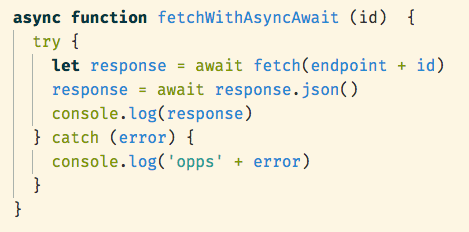 async function fetchWithAsyncAwait (id)  {
  try {
    let response = await fetch(endpoint + id)
    response = await response.json()
    console.log(response)
  } catch (error) {
    console.log('opps' + error)
  }
}